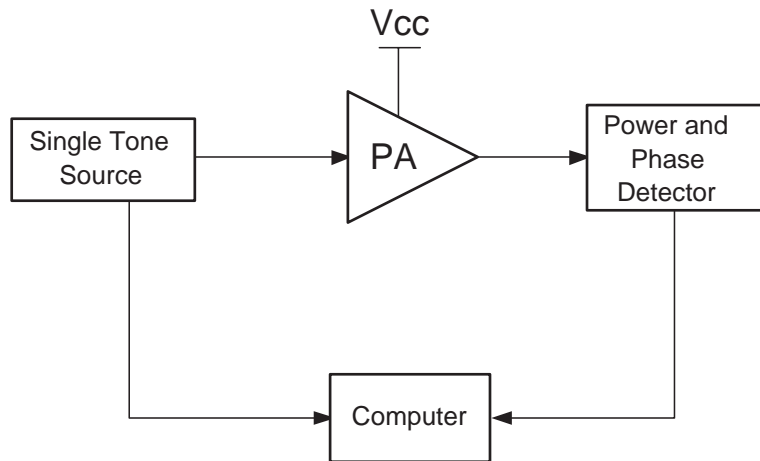 Vcc
Single Tone
Source
PA
Power and
Phase
Detector
Computer